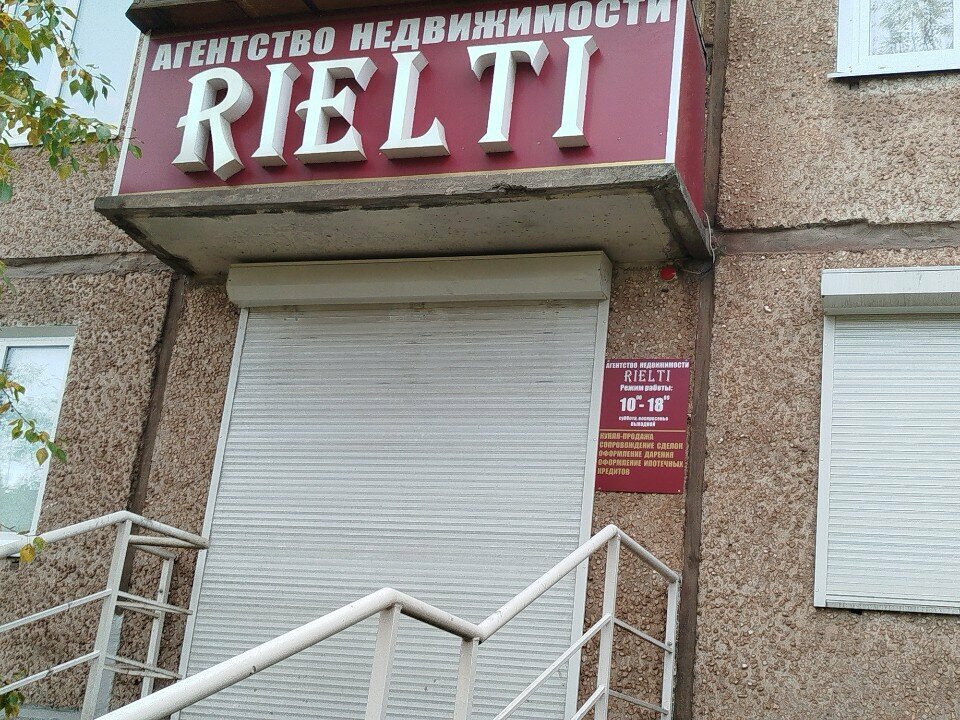 АГЕНТСТВО НЕДВИЖИМОСТИ
RIELTI
АГЕНТСТВО НЕДВИЖИМОСТИ
RIELTI
Режим работы:
10⁰⁰ - 18⁰⁰
суббота, воскресенье
выходной
КУПЛЯ-ПРОДАЖА
СОПРОВОЖДЕНИЕ СДЕЛОК
ОФОРМЛЕНИЕ ДАРЕНИЯ
ОФОРМЛЕНИЕ ИПОТЕЧНЫХ
КРЕДИТОВ